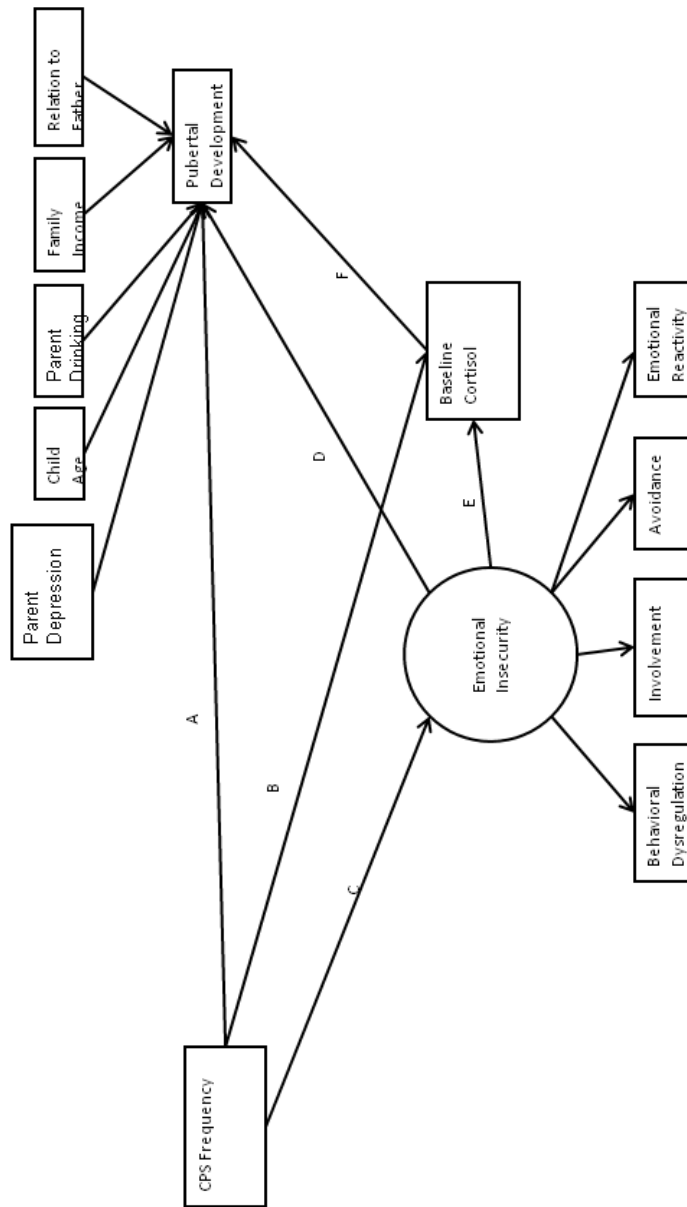 Parent
Depression
Child
Age
Parent
Drinking
Family
Income
Relation to
Father
Pubertal
Development
A
B
C
D
E
F
CPS Frequency
Baseline
Cortisol
Emotional
Insecurity
Behavioral
Dysregulation
Involvement
Avoidance
Emotional
Reactivity